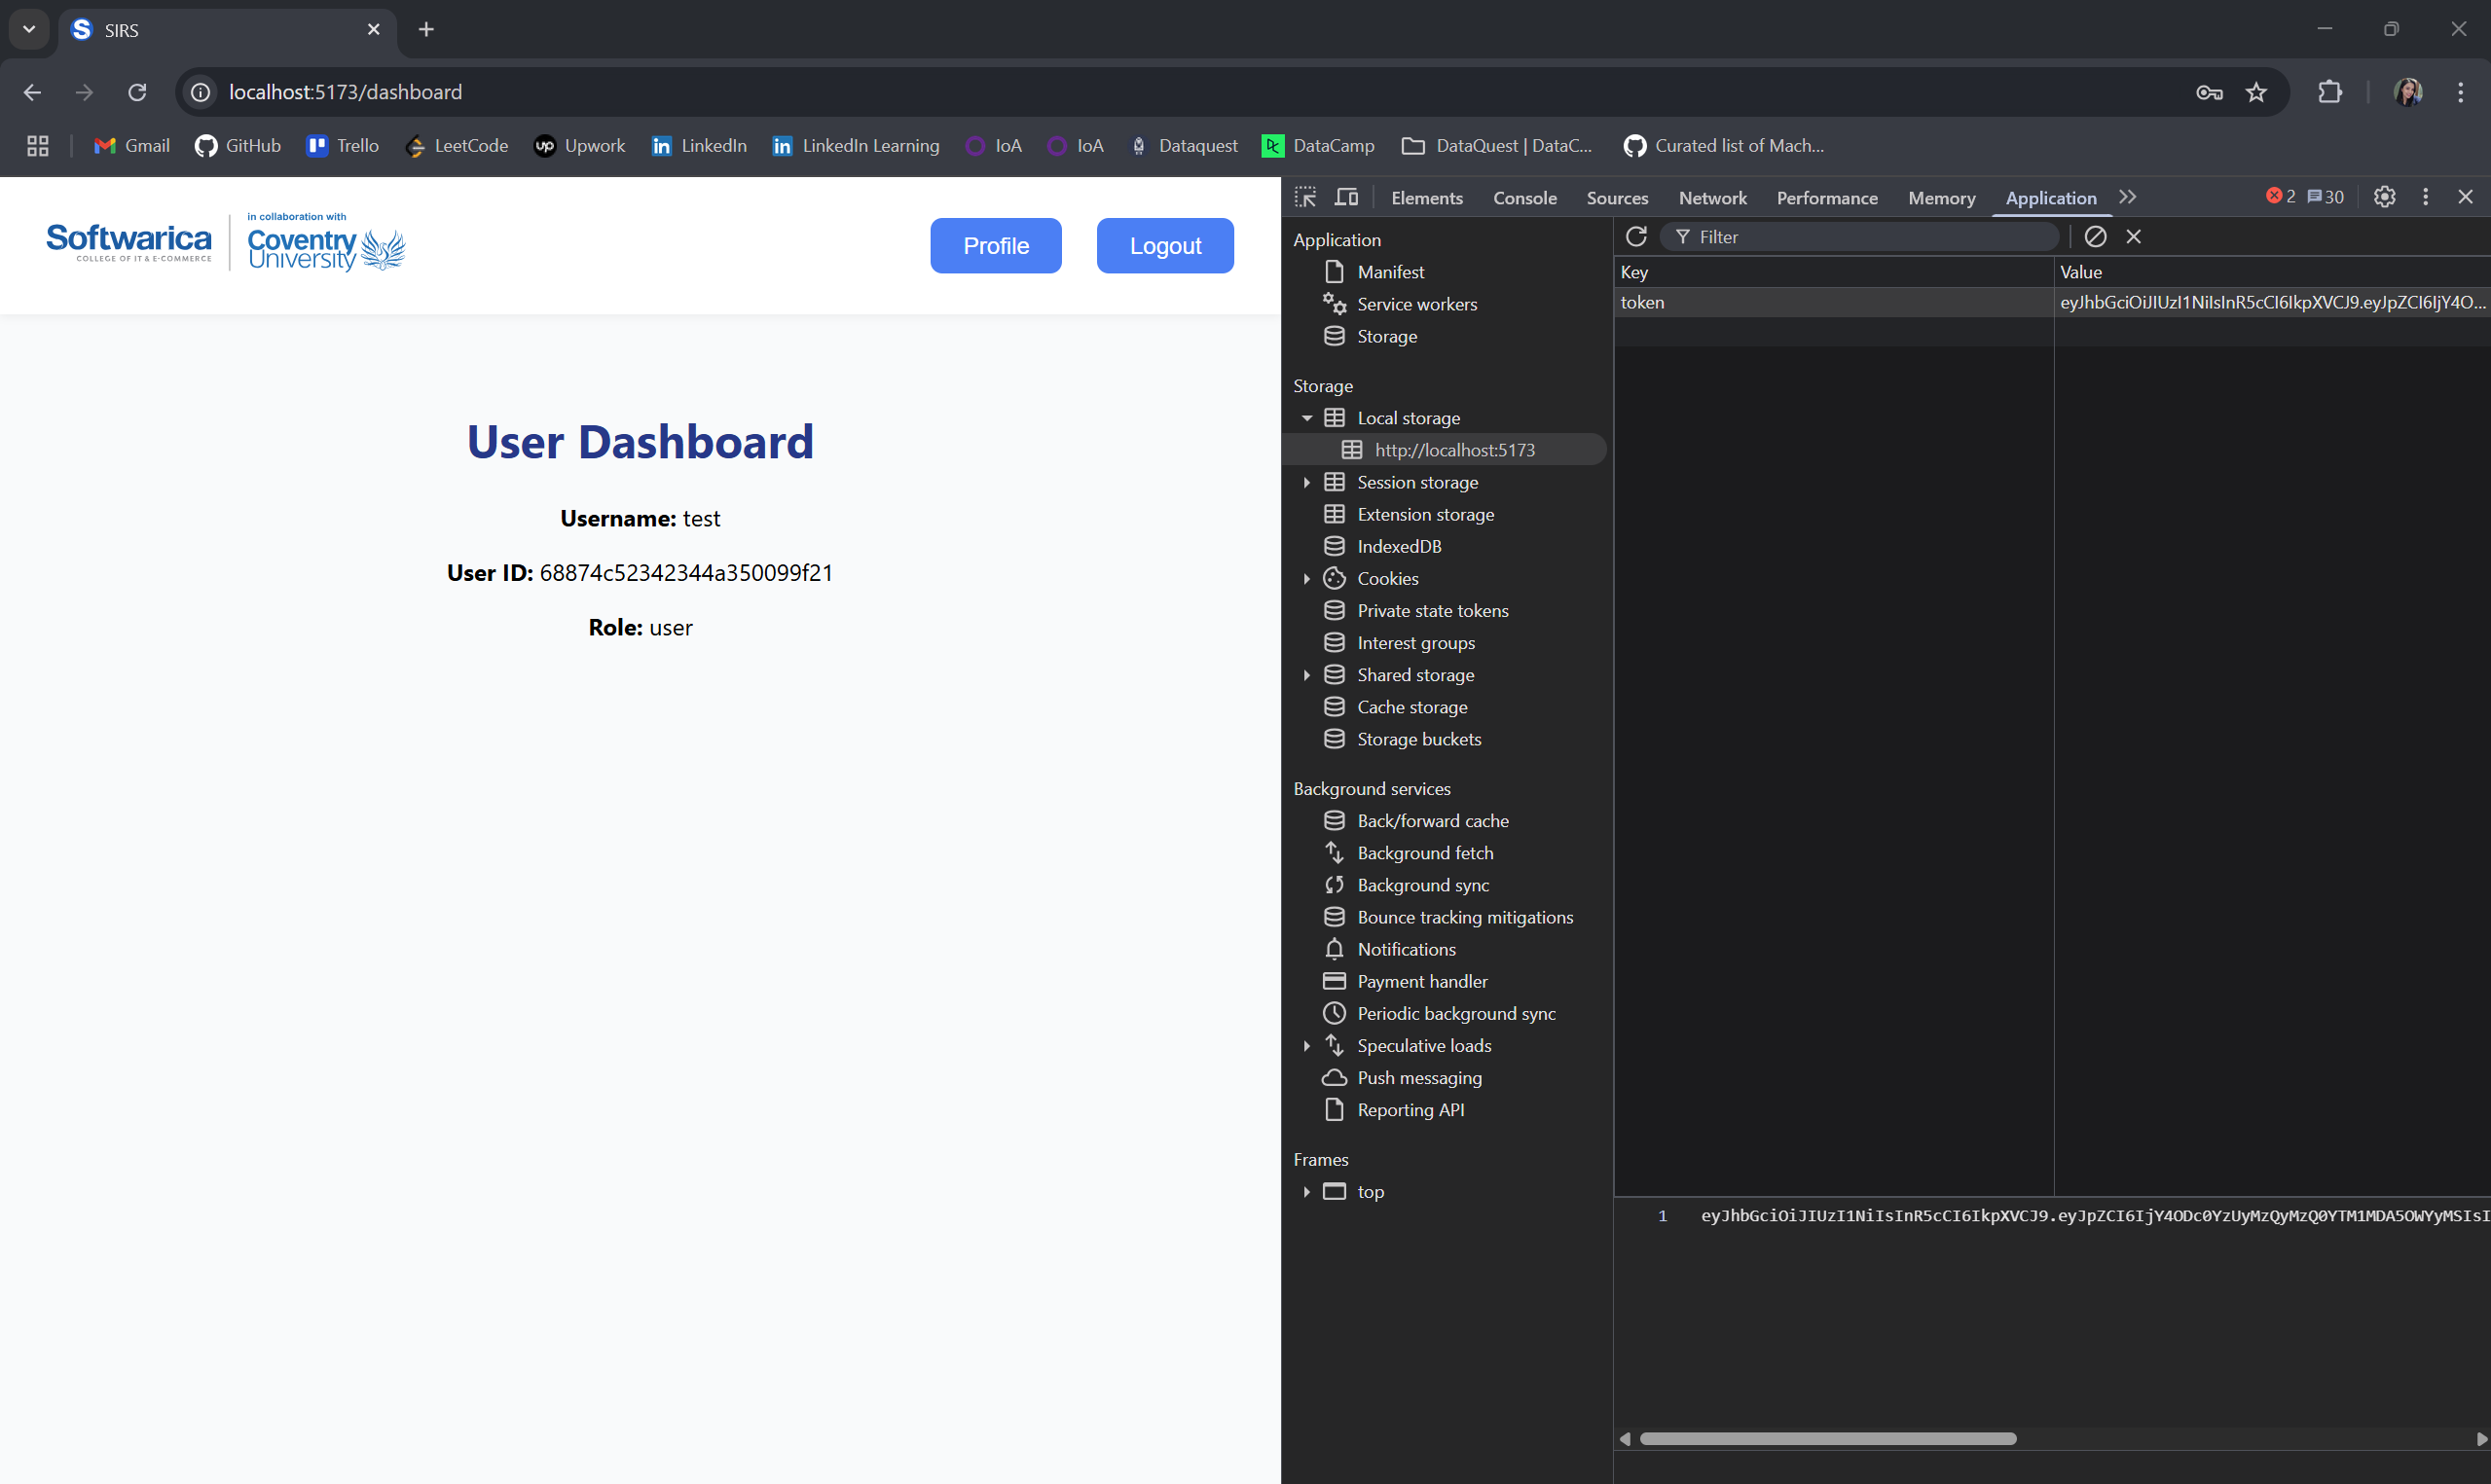 SIRS
localhost:5173/dashboard
Gmail
GitHub
Trello
LeetCode
Upwork
LinkedIn
LinkedIn Learning
IoA
IoA
Dataquest
DataCamp
DataQuest | DataC...
Curated list of Mach...
Softwarica
COLLEGE OF IT & E-COMMERCE
in collaboration with
Coventry
University
Profile
Logout
User Dashboard
Username: test
User ID: 68874c52342344a350099f21
Role: user
Elements
Console
Sources
Network
Performance
Memory
Application
2
30
Application
Manifest
Service workers
Storage
Storage
Local storage
http://localhost:5173
Session storage
Extension storage
IndexedDB
Cookies
Private state tokens
Interest groups
Shared storage
Cache storage
Storage buckets
Background services
Back/forward cache
Background fetch
Background sync
Bounce tracking mitigations
Notifications
Payment handler
Periodic background sync
Speculative loads
Push messaging
Reporting API
Frames
top
Filter
Key Value
token eyJhbGciOiJIUzI1NiIsInR5cCI6IkpXVCJ9.eyJpZCI6IjY4O...
1 eyJhbGciOiJIUzI1NiIsInR5cCI6IkpXVCJ9.eyJpZCI6IjY4ODc0YzUyMzQyMzQ0YTM1MDA5OWYyMSIsI